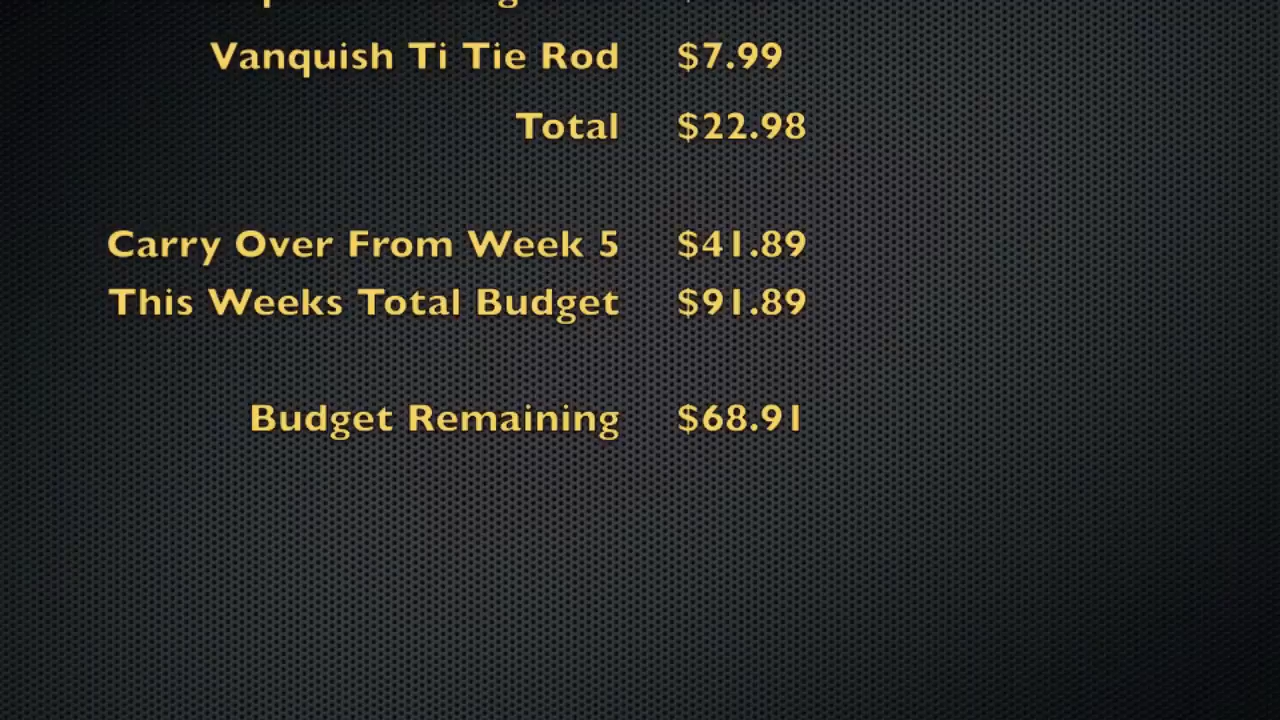 Vanquish Ti Tie Rod $7.99
Total $22.98
Carry Over From Week 5 $41.89
This Weeks Total Budget $91.89
Budget Remaining $68.91